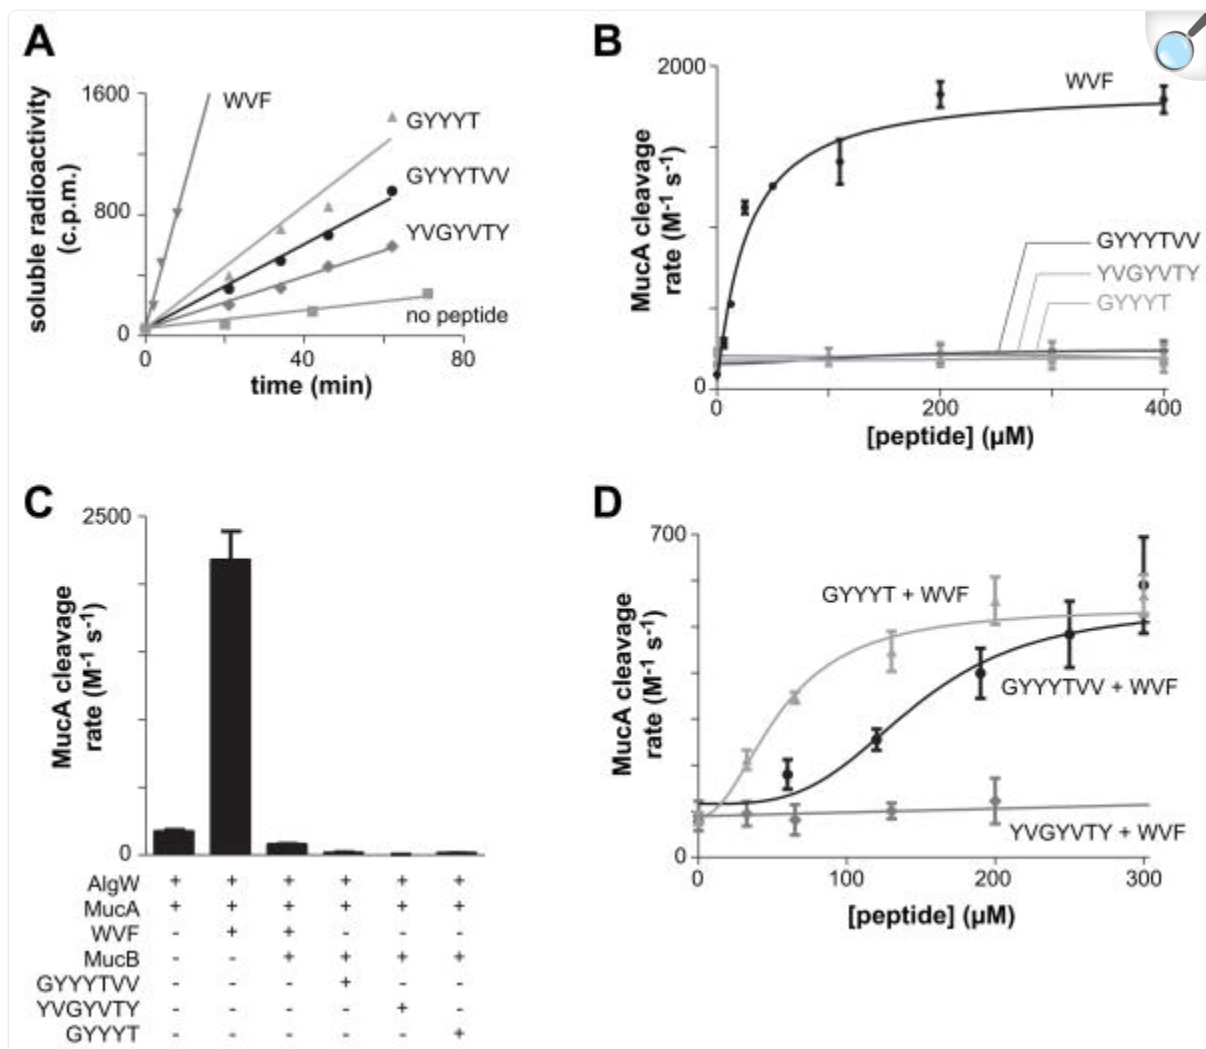 A
soluble radioactivity
(c.p.m.)
1600
800
0
WVF
GYYYT
GYYYTVV
YVGYVTY
no peptide
0 40 80
time (min)
B
MucA cleavage
rate (M-1 s-1)
2000
0
WVF
GYYYTVV
YVGYVTY
GYYYT
0 200 400
[peptide] (µM)
C
MucA cleavage
rate (M-1 s-1)
2500
0
AlgW + + + + + +
MucA + + + + + +
WVF - + + - - -
MucB - - + + + +
GYYYTVV - - - + - -
YVGYVTY - - - - + -
GYYYT - - - - - +
D
MucA cleavage
rate (M-1 s-1)
700
0
GYYYT + WVF
GYYYTVV + WVF
YVGYVTY + WVF
0 100 200 300
[peptide] (µM)